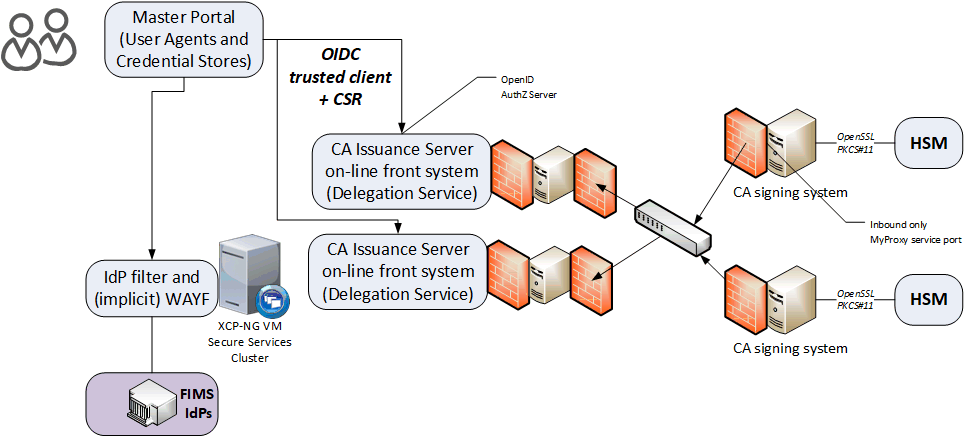 Master Portal
(User Agents and
Credential Stores)
OIDC
trusted client
+ CSR
OpenID
AuthZ Server
CA Issuance Server
on-line front system
(Delegation Service)
OpenSSL
PKCS#11
HSM
CA signing system
Inbound only
MyProxy service port
CA Issuance Server
on-line front system
(Delegation Service)
IdP filter and
(implicit) WAYF
XCP-NG VM
Secure Services
Cluster
OpenSSL
PKCS#11
HSM
CA signing system
FIMS
IdPs